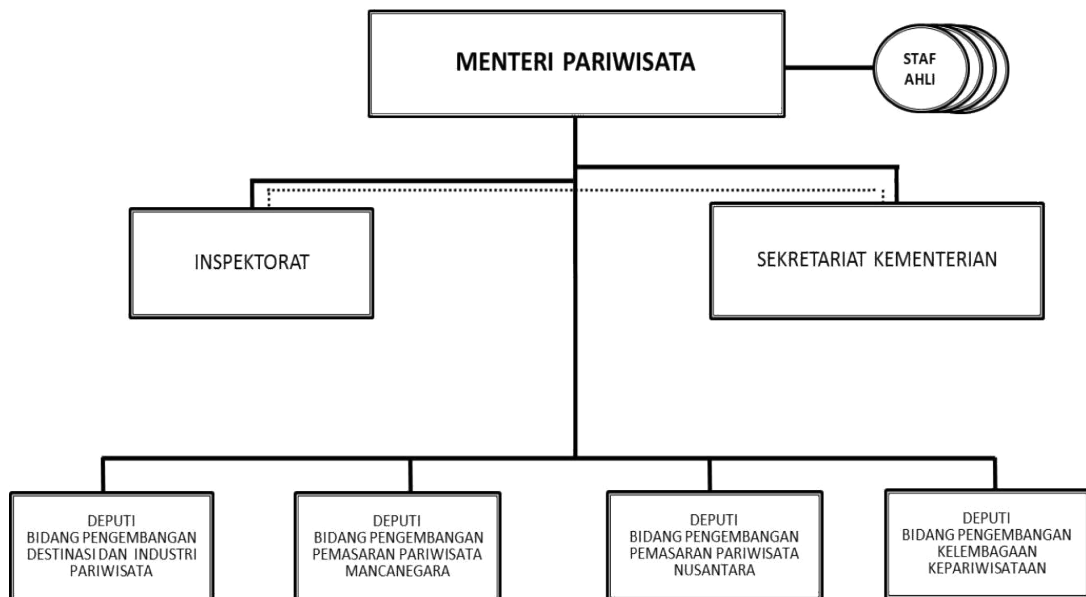 MENTERI PARIWISATA
STAF
AHLI
INSPEKTORAT
SEKRETARIAT KEMENTERIAN
DEPUTI
BIDANG PENGEMBANGAN
DESTINASI DAN INDUSTRI
PARIWISATA
DEPUTI
BIDANG PENGEMBANGAN
PEMASARAN PARIWISATA
MANCANEGARA
DEPUTI
BIDANG PENGEMBANGAN
PEMASARAN PARIWISATA
NUSANTARA
DEPUTI
BIDANG PENGEMBANGAN
KELEMBAGAAN
KEPARIWISATAAN